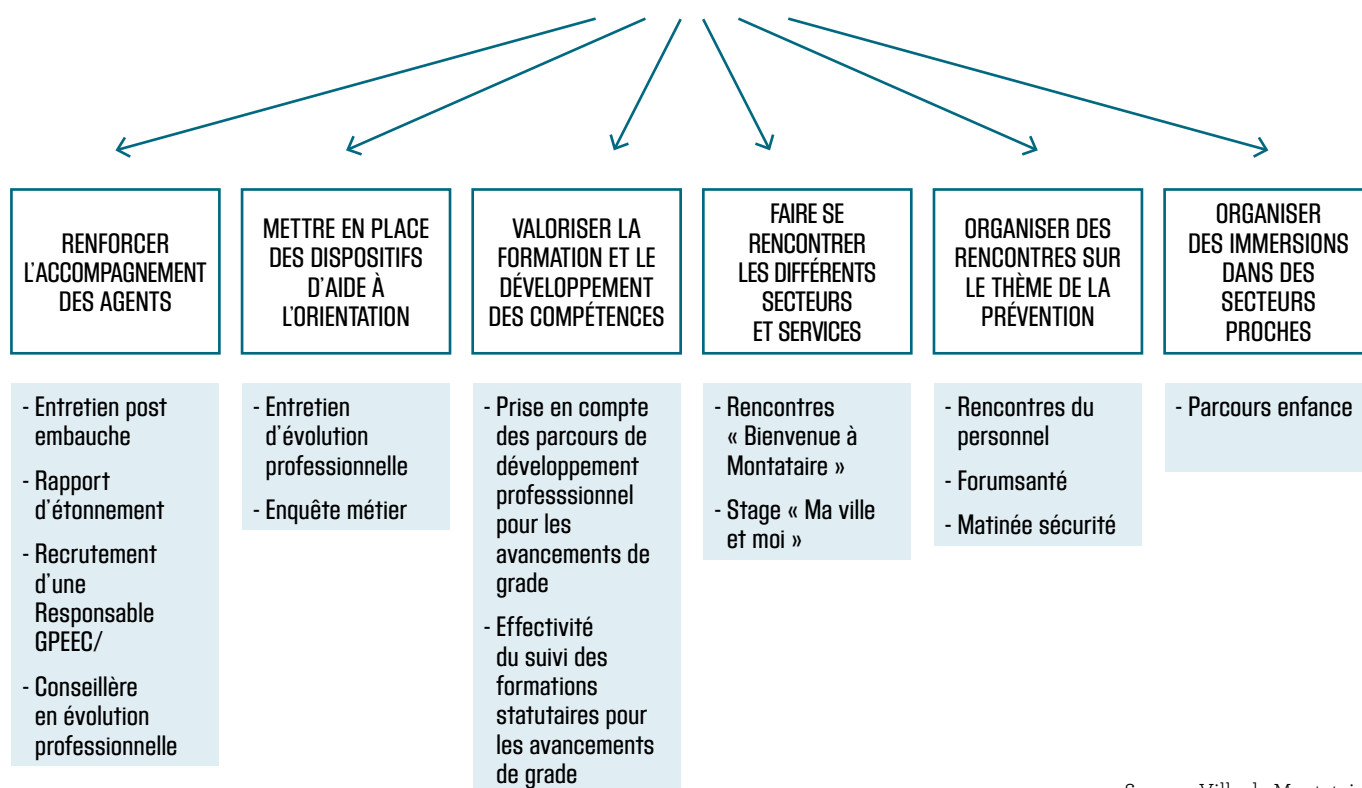 RENFORCER
L'ACCOMPAGNEMENT
DES AGENTS
METTRE EN PLACE
DES DISPOSITIFS
D'AIDE À
L'ORIENTATION
VALORISER LA
FORMATION ET LE
DÉVELOPPEMENT
DES COMPÉTENCES
FAIRE SE
RENCONTRER
LES DIFFÉRENTS
SECTEURS
ET SERVICES
ORGANISER DES
RENCONTRES SUR
LE THÈME DE LA
PRÉVENTION
ORGANISER
DES IMMERSIONS
DANS DES
SECTEURS
PROCHES
- Entretien post
embauche
- Rapport
d'étonnement
- Recrutement
d'une
Responsable
GPEEC/
- Conseillère
en évolution
professionnelle
- Entretien
d'évolution
professionnelle
- Enquête métier
- Prise en compte
des parcours de
développement
professsionnel
pour les
avancements de
grade
- Effectivité
du suivi des
formations
statutaires pour
les avancements
de grade
- Rencontres
« Bienvenue à
Montataire »
- Stage « Ma ville
et moi »
- Rencontres du
personnel
- Forumsanté
- Matinée sécurité
- Parcours enfance